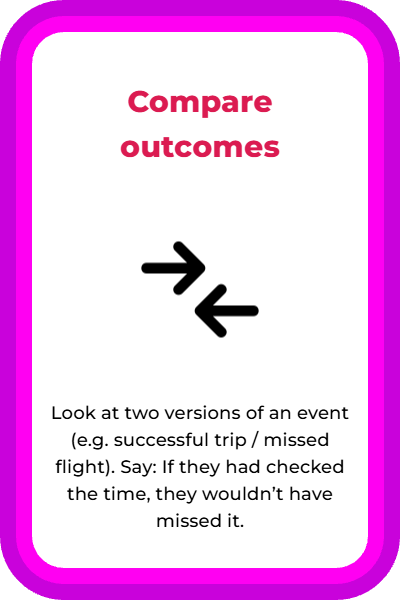 Compare
outcomes
Look at two versions of an event
(e.g. successful trip / missed
flight). Say: If they had checked
the time, they wouldn’t have
missed it.